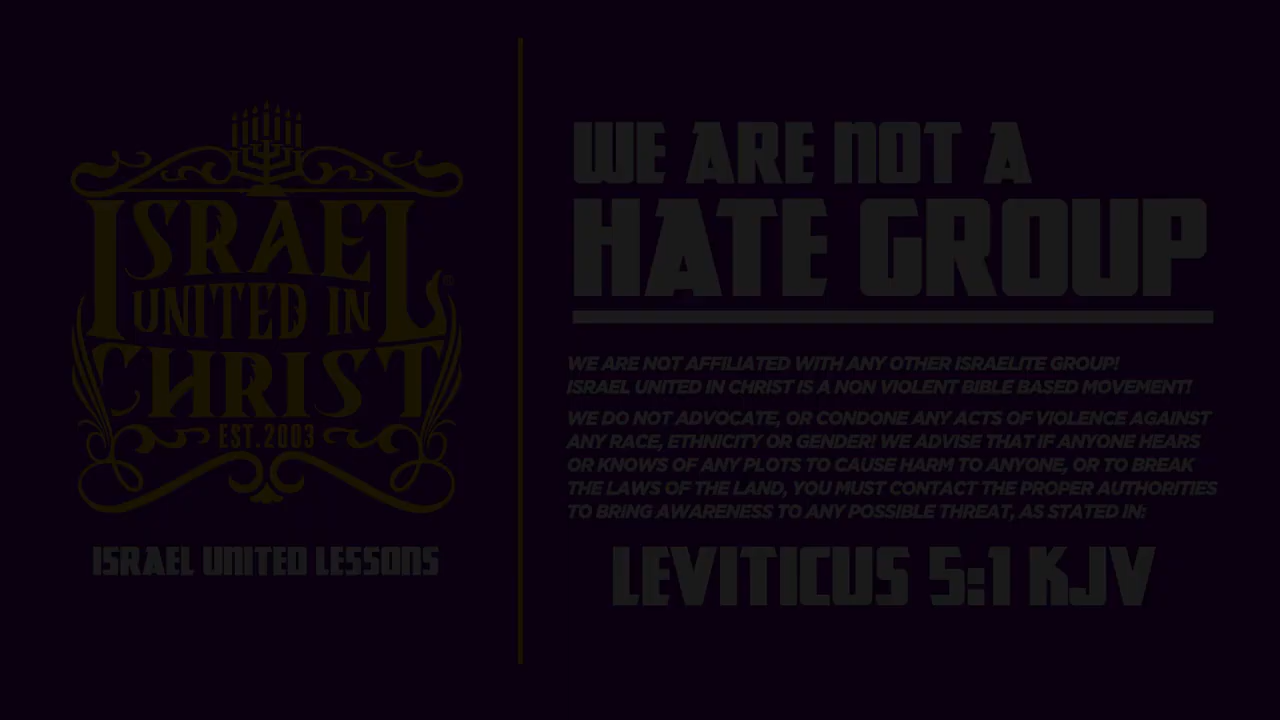 ISRAEL
UNITED IN
CHRIST
EST. 2003
ISRAEL UNITED LESSONS
WE ARE NOT A
HATE GROUP
WE ARE NOT AFFILIATED WITH ANY OTHER ISRAELITE GROUP!
ISRAEL UNITED IN CHRIST IS A NON VIOLENT BIBLE BASED MOVEMENT!
WE DO NOT ADVOCATE, OR CONDONE ANY ACTS OF VIOLENCE AGAINST
ANY RACE, ETHNICITY OR GENDER! WE ADVISE THAT IF ANYONE HEARS
OR KNOWS OF ANY PLOTS TO CAUSE HARM TO ANYONE, OR TO BREAK
THE LAWS OF THE LAND, YOU MUST CONTACT THE PROPER AUTHORITIES
TO BRING AWARENESS TO ANY POSSIBLE THREAT, AS STATED IN:
LEVITICUS 5:1 KJV